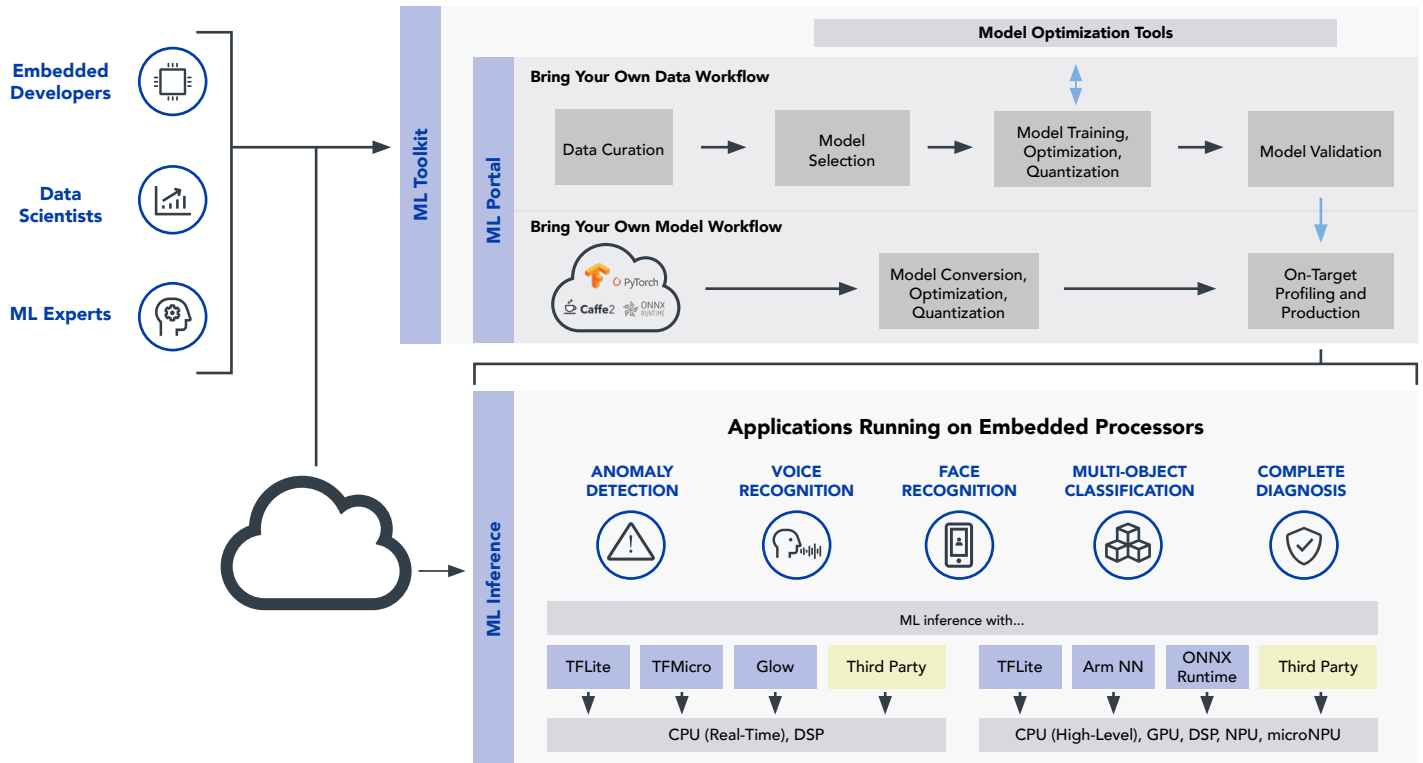 Embedded
Developers
Data
Scientists
ML Experts
ML Toolkit
Model Optimization Tools
ML Portal
Bring Your Own Data Workflow
Data Curation
Model
Selection
Model Training,
Optimization,
Quantization
Model Validation
Bring Your Own Model Workflow
PyTorch
Caffe2
ONNX
RUNTIME
Model Conversion,
Optimization,
Quantization
On-Target
Profiling and
Production
ML Inference
Applications Running on Embedded Processors
ANOMALY
DETECTION
VOICE
RECOGNITION
FACE
RECOGNITION
MULTI-OBJECT
CLASSIFICATION
COMPLETE
DIAGNOSIS
ML inference with...
TFLite
TFMicro
Glow
Third Party
TFLite
Arm NN
ONNX
Runtime
Third Party
CPU (Real-Time), DSP
CPU (High-Level), GPU, DSP, NPU, microNPU